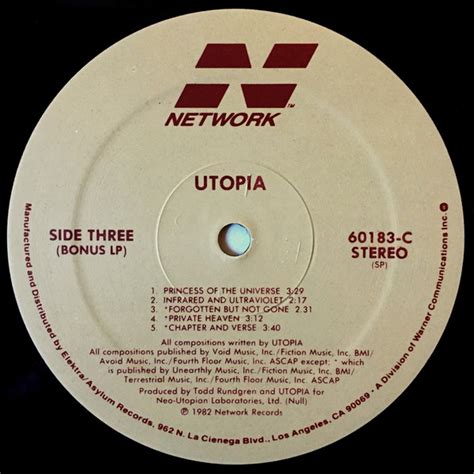 NETWORK
TM
UTOPIA
SIDE THREE
(BONUS LP)
60183-C
STEREO
(SP)
1. PRINCESS OF THE UNIVERSE 3:29
2. INFRARED AND ULTRAVIOLET 2:17
3. *FORGOTTEN BUT NOT GONE 2:31
4. *PRIVATE HEAVEN 3:12
5. *CHAPTER AND VERSE 3:40
All compositions written by UTOPIA
All compositions published by Void Music, Inc./Fiction Music, Inc. BMI/
Avoid Music, Inc./Fourth Floor Music, Inc. ASCAP except; * which
is published by Unearthly Music, Inc./Fiction Music, Inc. BMI/
Terrestrial Music, Inc./Fourth Floor Music, Inc. ASCAP
Produced by Todd Rundgren and UTOPIA for
Neo-Utopian Laboratories, Ltd. (Null)
℗ 1982 Network Records
Manufactured and Distributed by Elektra/Asylum Records, 962 N. La Cienega Blvd., Los Angeles, CA 90069 - A Division of Warner Communications Inc.